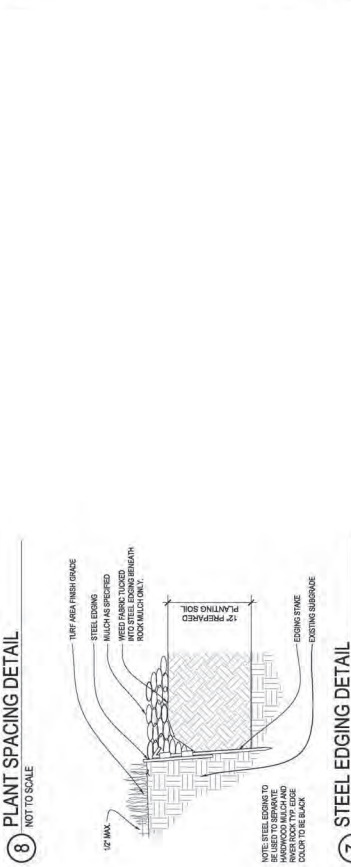 8 PLANT SPACING DETAIL
NOT TO SCALE
TURF AREA FINISH GRADE
STEEL EDGING
MULCH AS SPECIFIED
WEED FABRIC TUCKED
INTO STEEL EDGING BENEATH
ROCK MULCH ONLY.
1/2" MAX.
12" PREPARED
PLANTING SOIL
EDGING STAKE
EXISTING SUBGRADE
NOTE: STEEL EDGING TO
BE USED TO SEPARATE
HARDWOOD MULCH AND
RIVER ROCK TYP. EDGE
COLOR TO BE BLACK
7 STEEL EDGING DETAIL